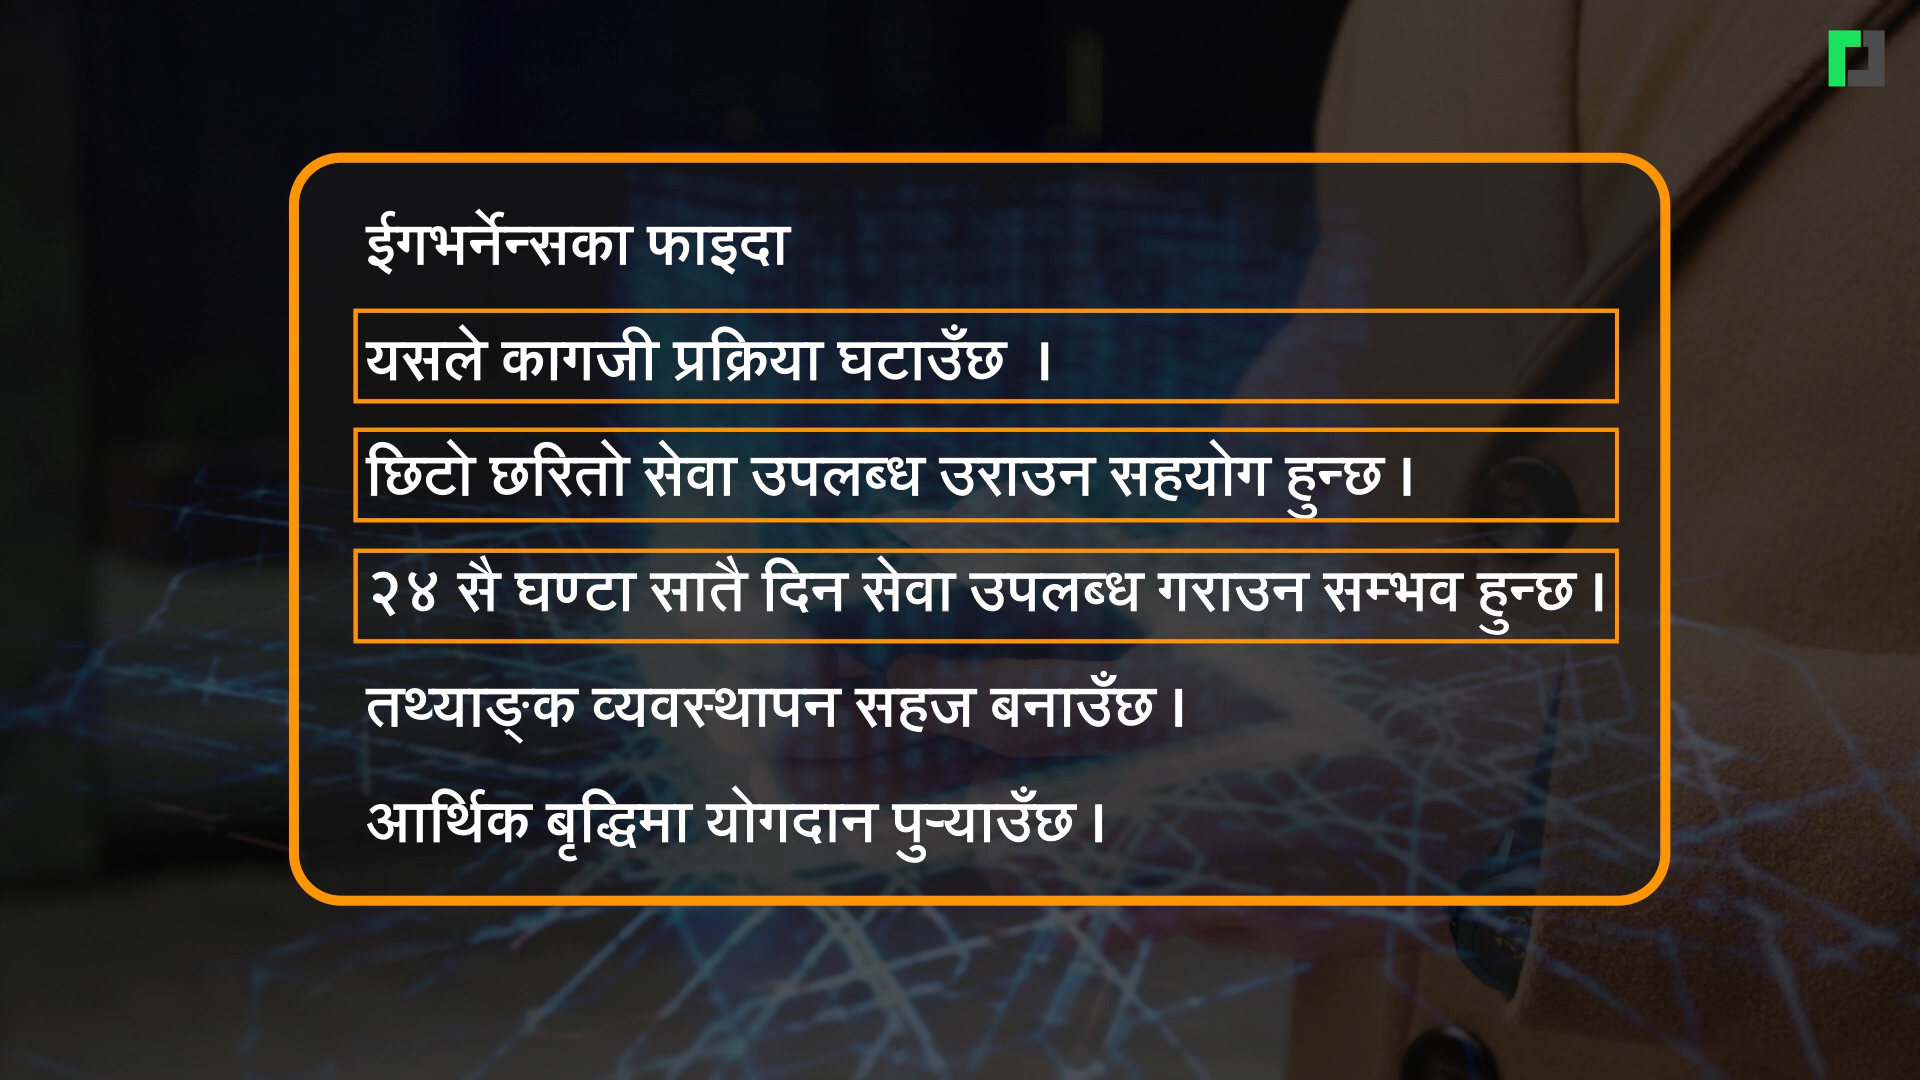 ईगभर्नेन्सका फाइदा
यसले कागजी प्रक्रिया घटाउँछ ।
छिटो छरितो सेवा उपलब्ध उराउन सहयोग हुन्छ।
२४ सै घण्टा सातै दिन सेवा उपलब्ध गराउन सम्भव हुन्छ।
तथ्याङ्क व्यवस्थापन सहज बनाउँछ।
आर्थिक बृद्धिमा योगदान पुर्‍याउँछ।